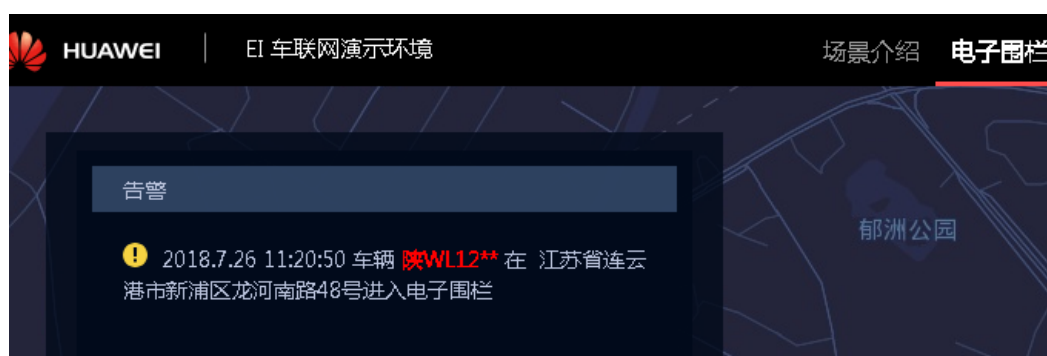 HUAWEI EI 车联网演示环境 场景介绍 电子围栏
告警
2018.7.26 11:20:50 车辆 陕WL12** 在 江苏省连云
港市新浦区龙河南路48号进入电子围栏
郁洲公园